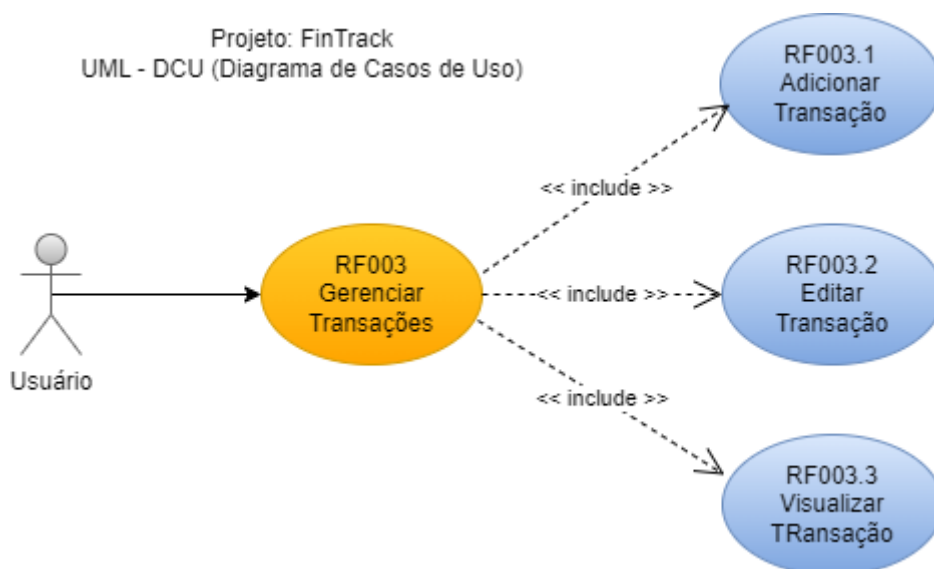 Projeto: FinTrack
UML - DCU (Diagrama de Casos de Uso)
RF003.1
Adicionar
Transação
<< include >>
RF003
Gerenciar
Transações
<< include >>
RF003.2
Editar
Transação
Usuário
<< include >>
RF003.3
Visualizar
TRansação